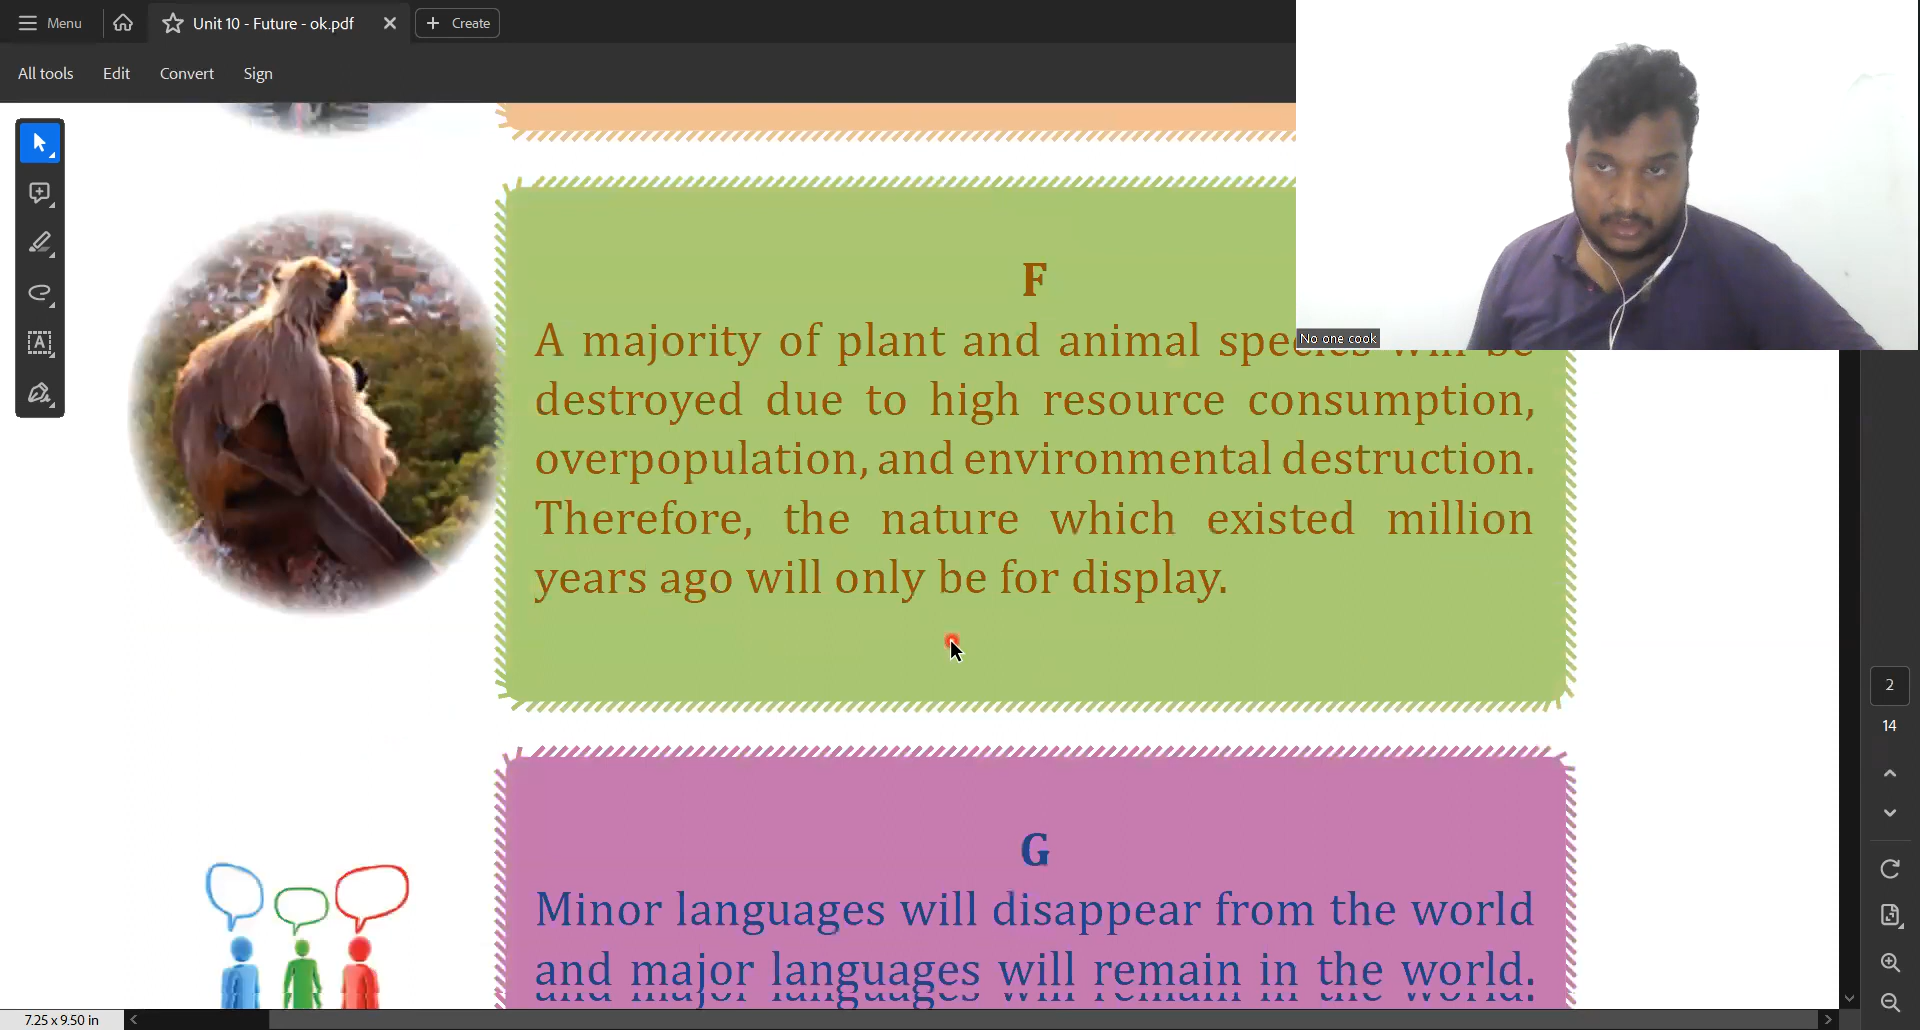 Menu
Unit 10 - Future - ok.pdf
Create
All tools
Edit
Convert
Sign
No one cook
F
A majority of plant and animal species will be
destroyed due to high resource consumption,
overpopulation, and environmental destruction.
Therefore, the nature which existed million
years ago will only be for display.
G
Minor languages will disappear from the world
and major languages will remain in the world.
2
14
7.25 x 9.50 in